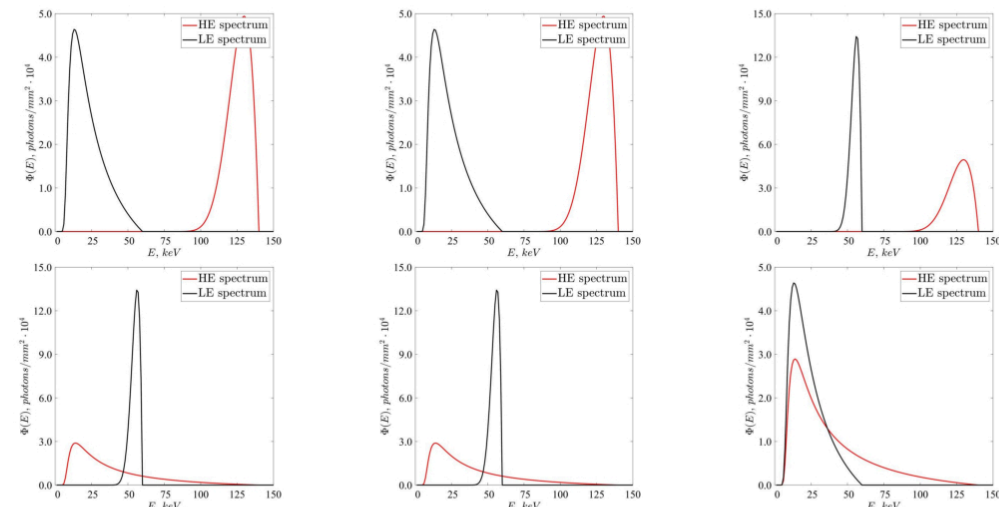 5.0
4.0
3.0
2.0
1.0
0.0
Φ(E), photons/mm² · 10⁴
0 25 50 75 100 125 150
E, keV
HE spectrum
LE spectrum
5.0
4.0
3.0
2.0
1.0
0.0
Φ(E), photons/mm² · 10⁴
0 25 50 75 100 125 150
E, keV
HE spectrum
LE spectrum
15.0
12.0
9.0
6.0
3.0
0.0
Φ(E), photons/mm² · 10⁴
0 25 50 75 100 125 150
E, keV
HE spectrum
LE spectrum
15.0
12.0
9.0
6.0
3.0
0.0
Φ(E), photons/mm² · 10⁴
0 25 50 75 100 125 150
E, keV
HE spectrum
LE spectrum
15.0
12.0
9.0
6.0
3.0
0.0
Φ(E), photons/mm² · 10⁴
0 25 50 75 100 125 150
E, keV
HE spectrum
LE spectrum
5.0
4.0
3.0
2.0
1.0
0.0
Φ(E), photons/mm² · 10⁴
0 25 50 75 100 125 150
E, keV
HE spectrum
LE spectrum